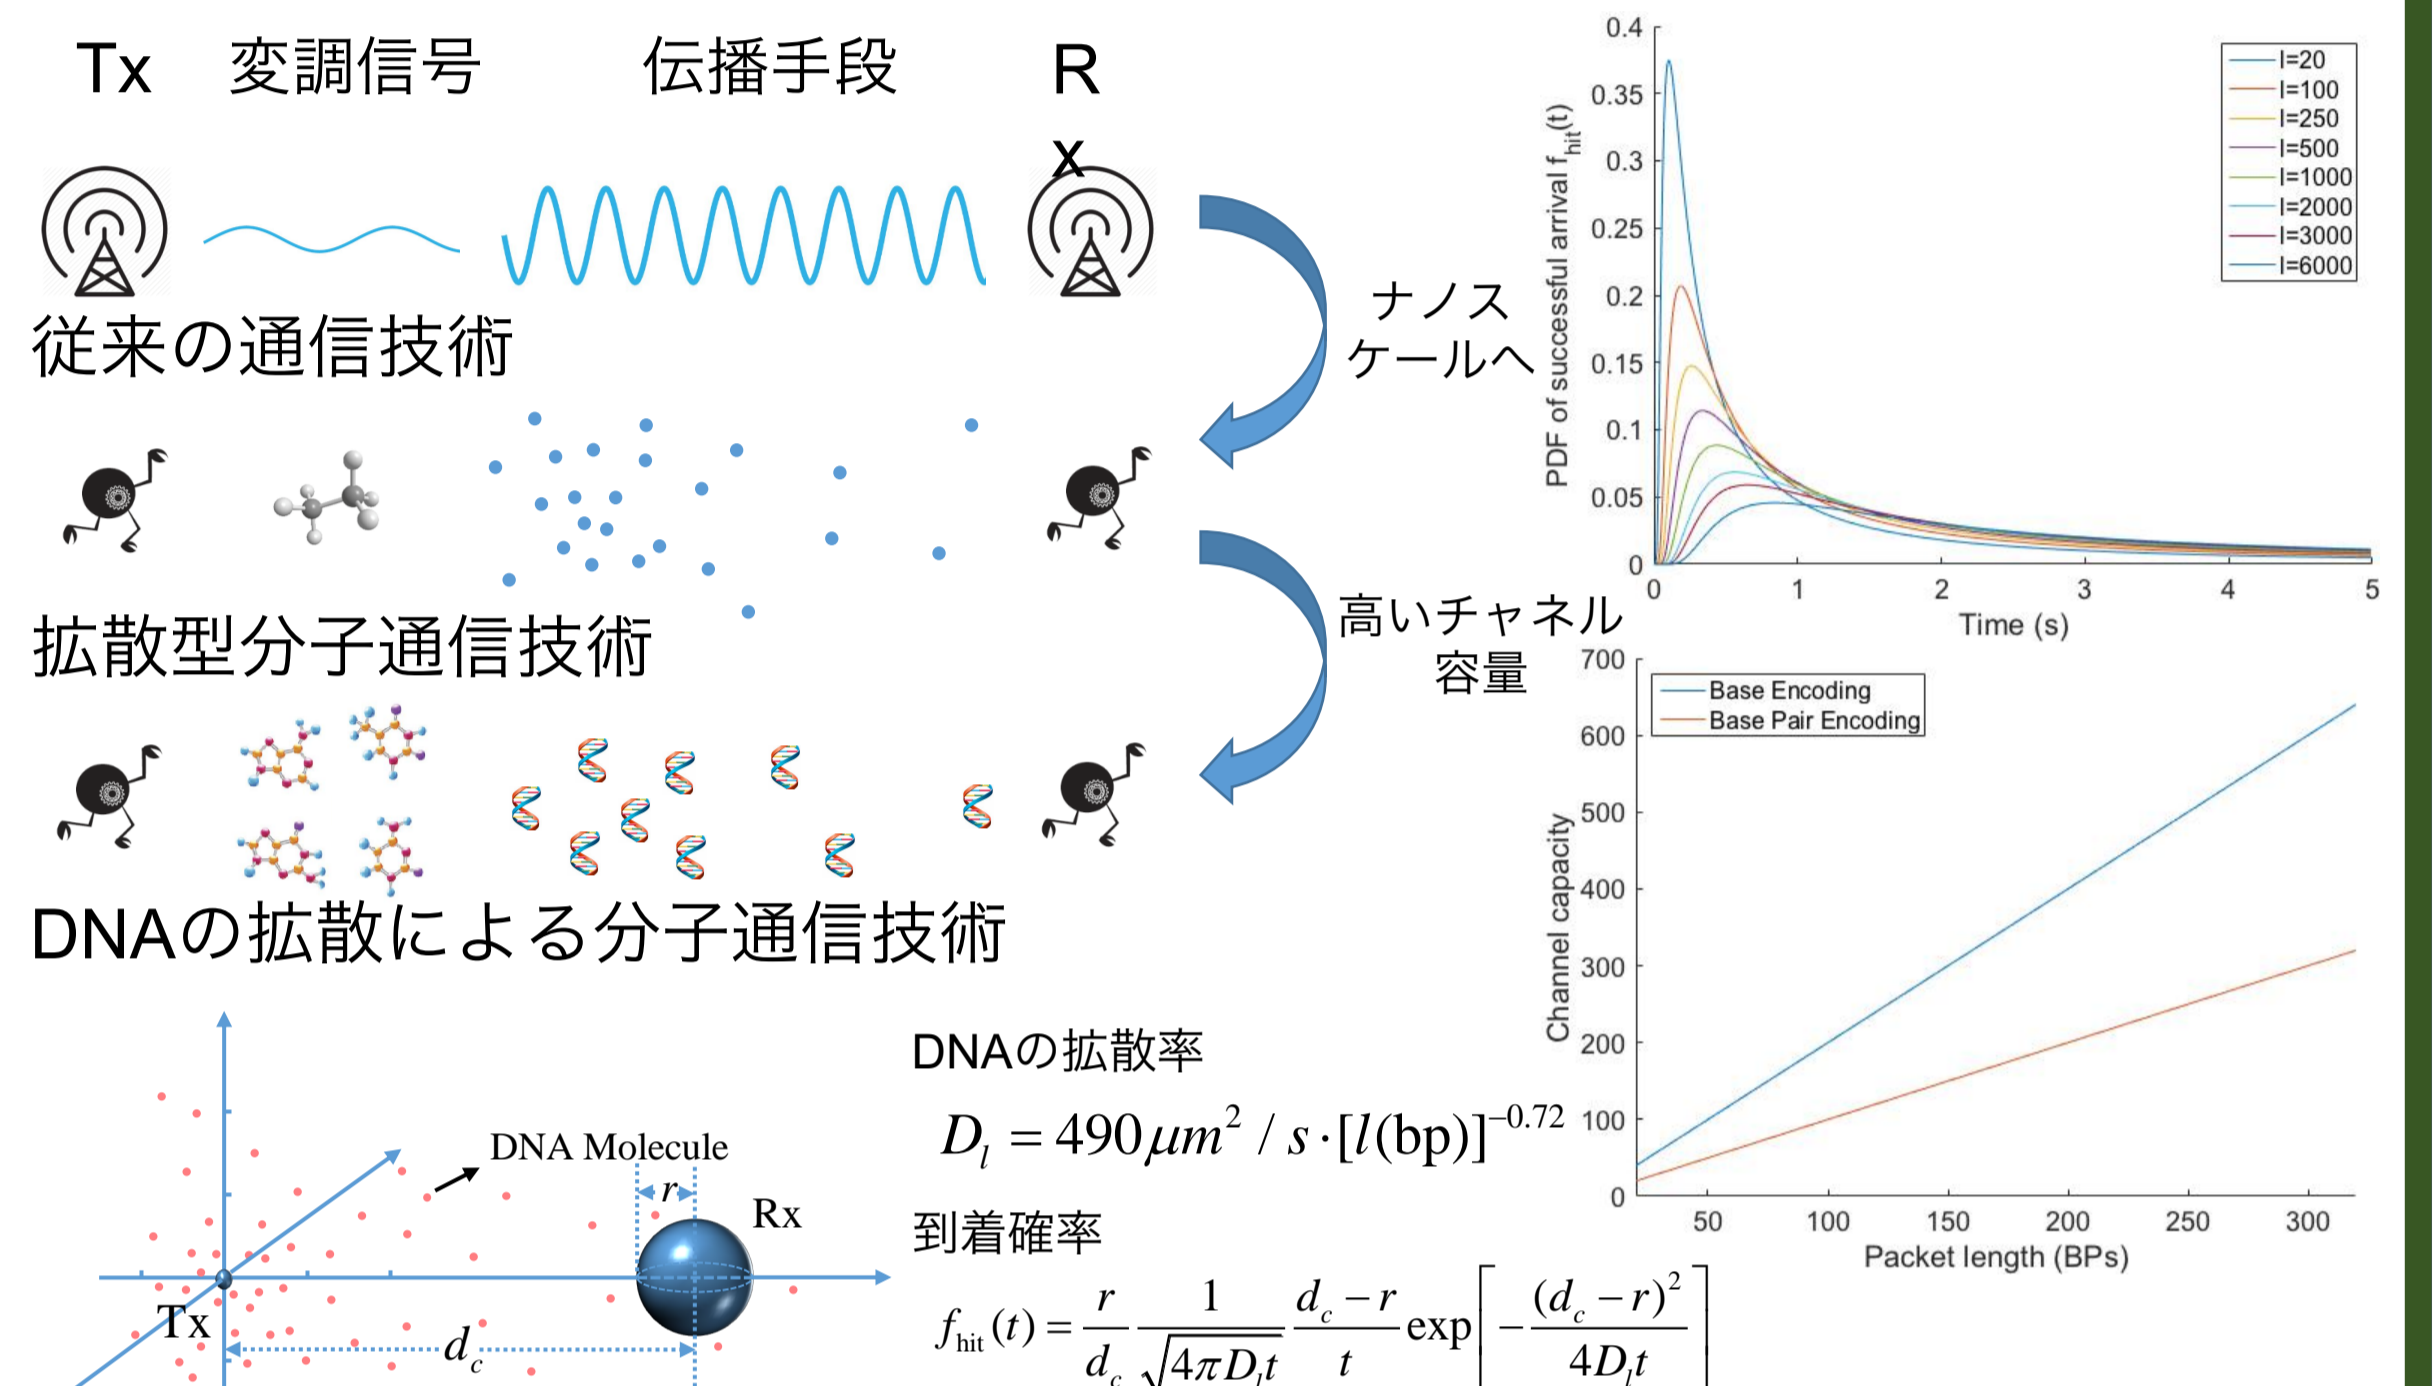 Tx 変調信号 伝播手段 R
x
従来の通信技術
ナノス
ケールへ
拡散型分子通信技術
高いチャネル
容量
DNAの拡散による分子通信技術
DNA Molecule
r
Rx
Tx
d_c
DNAの拡散率
D_l = 490μm² / s·[l(bp)]^{−0.72}
到着確率
f_hit(t) = \frac{r}{d_c} \frac{1}{\sqrt{4πD_l t}} \frac{d_c − r}{t} exp[ −\frac{(d_c − r)²}{4D_l t} ]
PDF of successful arrival f_hit(t)
0.4
0.35
0.3
0.25
0.2
0.15
0.1
0.05
0
0 1 2 3 4 5
Time (s)
l=20
l=100
l=250
l=500
l=1000
l=2000
l=3000
l=6000
Channel capacity
700
600
500
400
300
200
100
0
Base Encoding
Base Pair Encoding
50 100 150 200 250 300
Packet length (BPs)